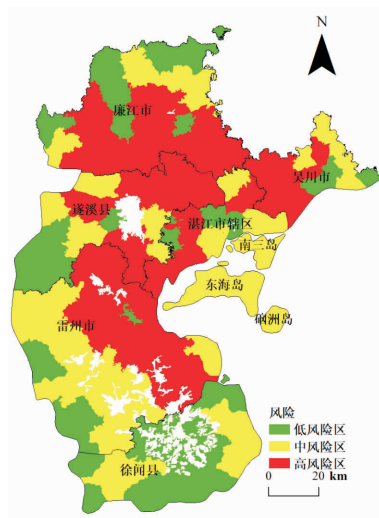 N
廉江市
吴川市
遂溪县
湛江市辖区
南三岛
东海岛
硇洲岛
雷州市
徐闻县
风险
低风险区
中风险区
高风险区
0 20 km